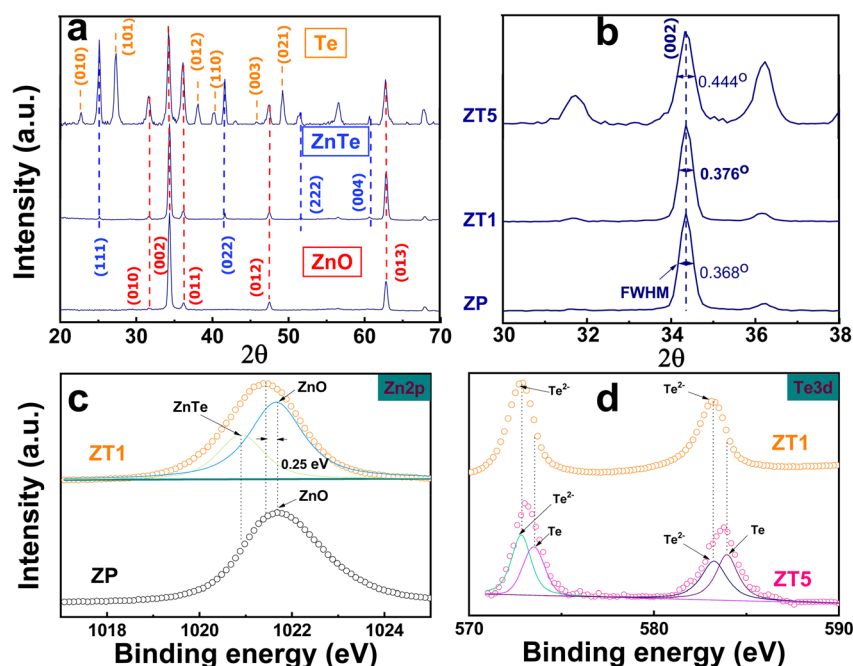 a
Te
(010)
(101)
(012)
(110)
(003)
(021)
ZnTe
(111)
(022)
(222)
(004)
ZnO
(010)
(002)
(011)
(012)
(013)
Intensity (a.u.)
20 30 40 50 60 70
2θ
b
(002)
ZT5
0.444o
ZT1
0.376o
ZP
FWHM
0.368o
30 32 34 36 38
2θ
c
Zn2p
ZnO
ZnTe
ZT1
0.25 eV
ZnO
ZP
Intensity (a.u.)
1018 1020 1022 1024
Binding energy (eV)
d
Te3d
Te2-
Te2-
ZT1
Te2-
Te
Te2-
Te
ZT5
570 580 590
Binding energy (eV)